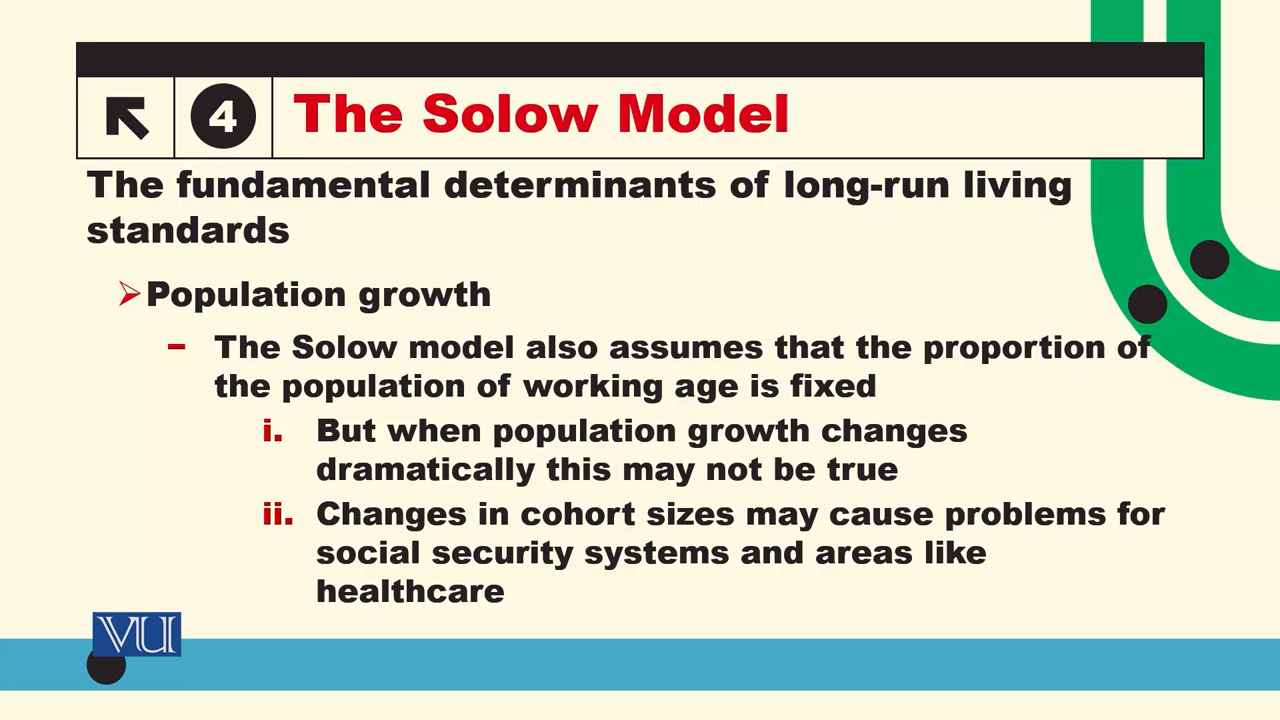 4 The Solow Model
The fundamental determinants of long-run living
standards
Population growth
– The Solow model also assumes that the proportion of
the population of working age is fixed
i. But when population growth changes
dramatically this may not be true
ii. Changes in cohort sizes may cause problems for
social security systems and areas like
healthcare
VU